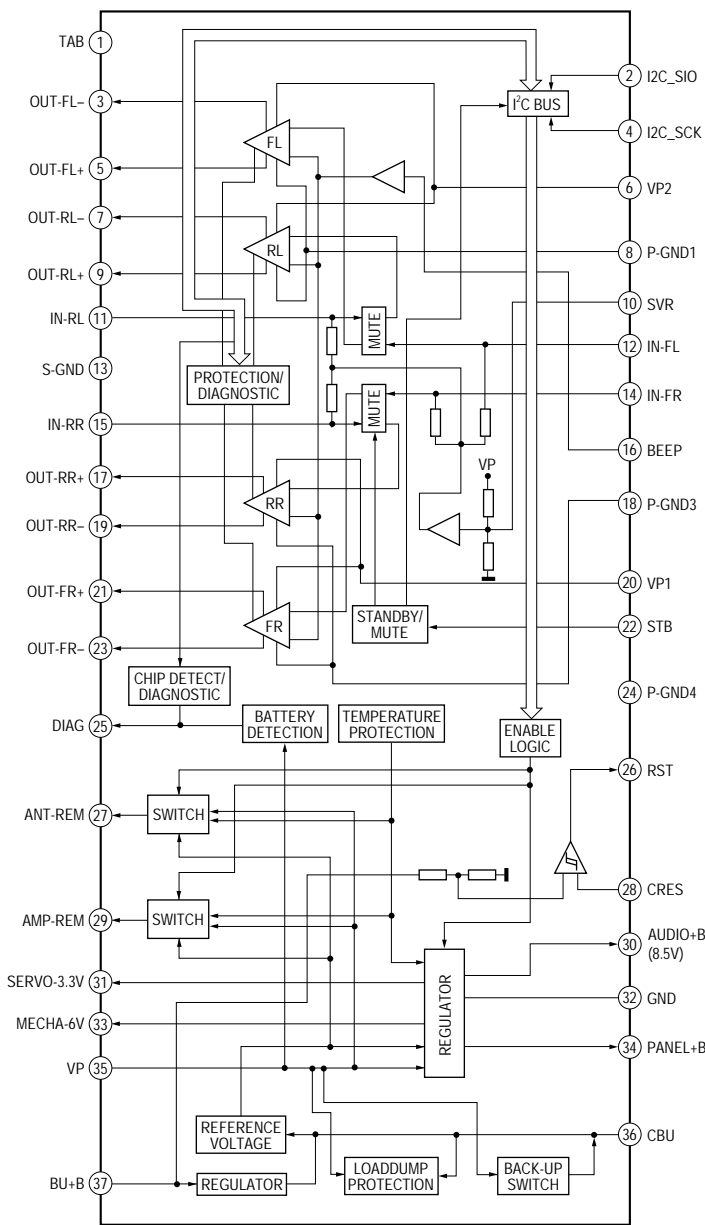 TAB 1
2 I2C_SIO
OUT-FL− 3
I²C BUS
4 I2C_SCK
FL
OUT-FL+ 5
6 VP2
OUT-RL− 7
RL
8 P-GND1
OUT-RL+ 9
10 SVR
IN-RL 11
MUTE
12 IN-FL
S-GND 13
PROTECTION/
DIAGNOSTIC
14 IN-FR
MUTE
IN-RR 15
16 BEEP
VP
OUT-RR+ 17
RR
18 P-GND3
OUT-RR− 19
20 VP1
OUT-FR+ 21
FR
STANDBY/
MUTE
22 STB
OUT-FR− 23
CHIP DETECT/
DIAGNOSTIC
24 P-GND4
DIAG 25
BATTERY
DETECTION
TEMPERATURE
PROTECTION
ENABLE
LOGIC
26 RST
ANT-REM 27
SWITCH
28 CRES
AMP-REM 29
SWITCH
30 AUDIO+B
(8.5V)
SERVO-3.3V 31
REGULATOR
32 GND
MECHA-6V 33
34 PANEL+B
VP 35
REFERENCE
VOLTAGE
36 CBU
BU+B 37
REGULATOR
LOADDUMP
PROTECTION
BACK-UP
SWITCH